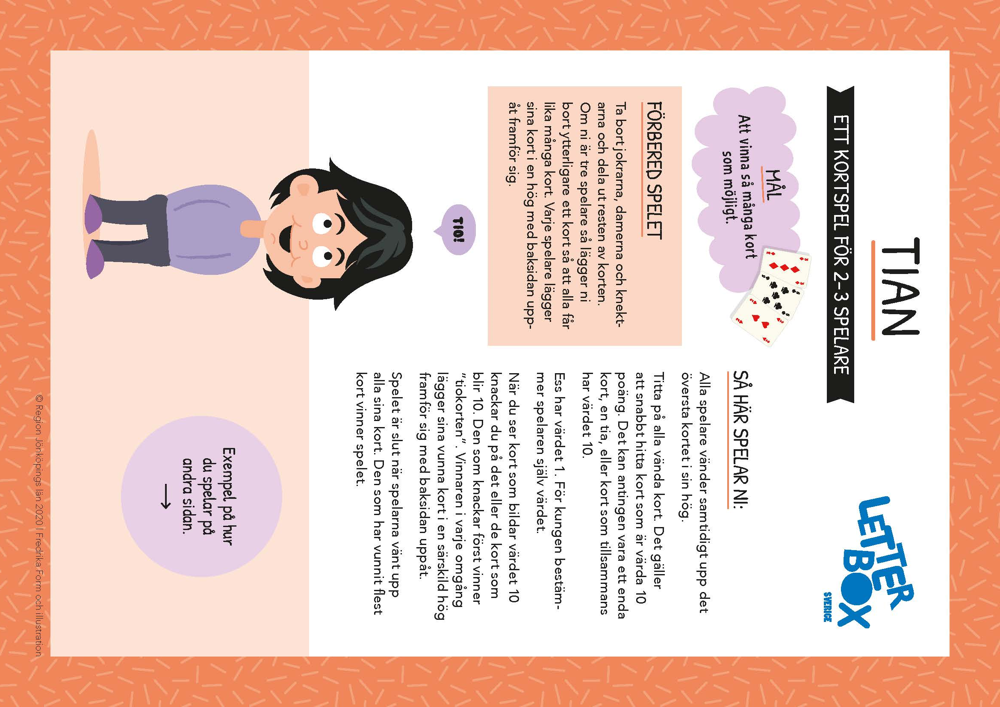 TIAN
ETT KORTSPEL FÖR 2-3 SPELARE
LETTER
BOX
SVERIGE
MÅL
Att vinna så många kort
som möjligt.
FÖRBERED SPELET
Ta bort jokrarna, damerna och knekt-
arna och dela ut resten av korten.
Om ni är tre spelare så lägger ni
bort ytterligare ett kort så att alla får
lika många kort. Varje spelare lägger
sina kort i en hög med baksidan upp-
åt framför sig.
TIO!
SÅ HÄR SPELAR NI:
Alla spelare vänder samtidigt upp det
översta kortet i sin hög.
Titta på alla vända kort. Det gäller
att snabbt hitta kort som är värda 10
poäng. Det kan antingen vara ett enda
kort, en tia, eller kort som tillsammans
har värdet 10.
Ess har värdet 1. För kungen bestäm-
mer spelaren själv värdet.
När du ser kort som bildar värdet 10
knackar du på det eller de kort som
blir 10. Den som knackar först vinner
”tiokorten”. Vinnaren i varje omgång
lägger sina vunna kort i en särskild hög
framför sig med baksidan uppåt.
Spelet är slut när spelarna vänt upp
alla sina kort. Den som har vunnit flest
kort vinner spelet.
Exempel på hur
du spelar på
andra sidan.
© Region Jönköpings län 2020 | Fredrika Form och illustration